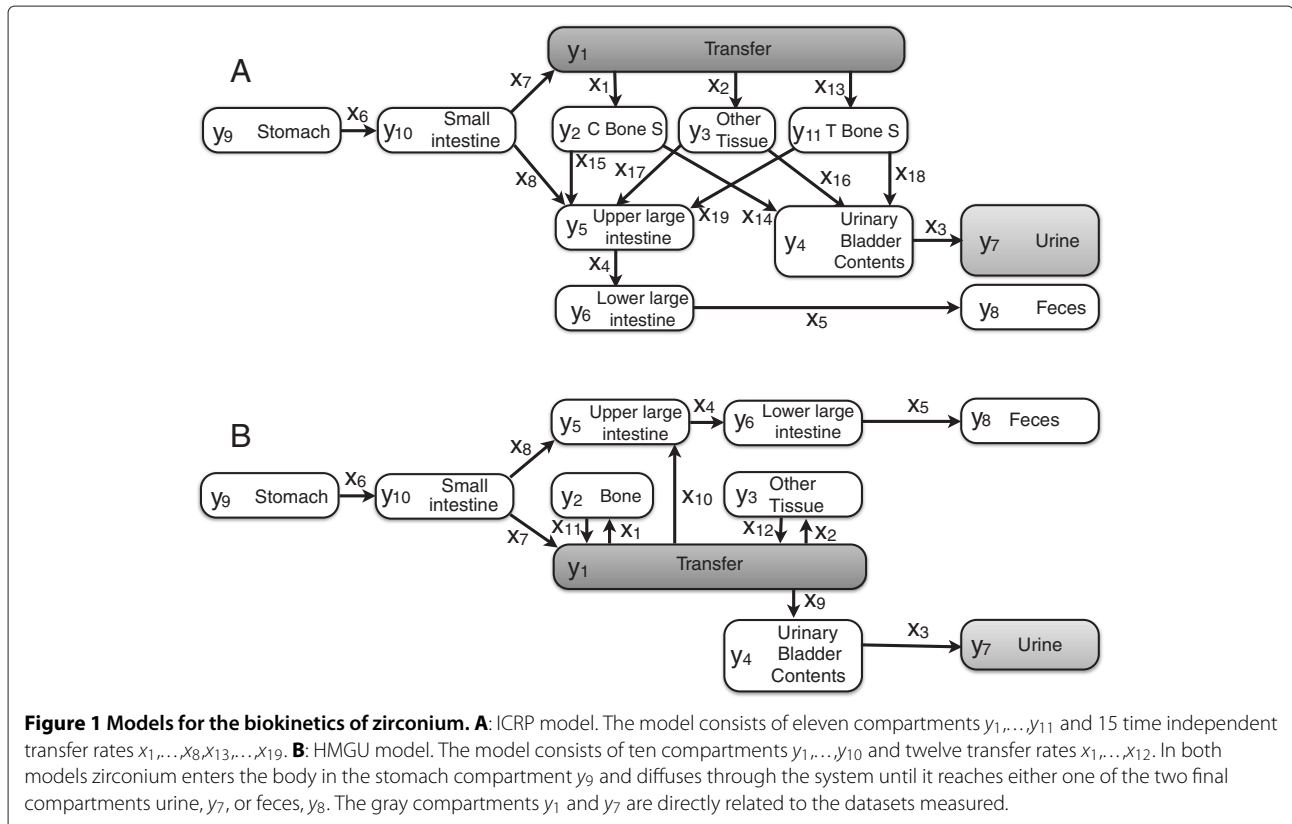 A
y1 Transfer
x7
x1
x2
x13
x6
y9 Stomach
y10 Small
intestine
y2 C Bone S
y3 Other
Tissue
y11 T Bone S
x8
x15
x17
x16
x18
x19
x14
y5 Upper large
intestine
y4 Urinary
Bladder
Contents
x3
y7 Urine
x4
y6 Lower large
intestine
x5
y8 Feces
B
y5 Upper large
intestine
x4
y6 Lower large
intestine
x5
y8 Feces
x8
x6
y9 Stomach
y10 Small
intestine
y2 Bone
x10
y3 Other
Tissue
x7
x11
x1
x12
x2
y1 Transfer
x9
y4 Urinary
Bladder
Contents
x3
y7 Urine
Figure 1 Models for the biokinetics of zirconium. A: ICRP model. The model consists of eleven compartments y1,...,y11 and 15 time independent
transfer rates x1,...,x8,x13,...,x19. B: HMGU model. The model consists of ten compartments y1,...,y10 and twelve transfer rates x1,...,x12. In both
models zirconium enters the body in the stomach compartment y9 and diffuses through the system until it reaches either one of the two final
compartments urine, y7, or feces, y8. The gray compartments y1 and y7 are directly related to the datasets measured.